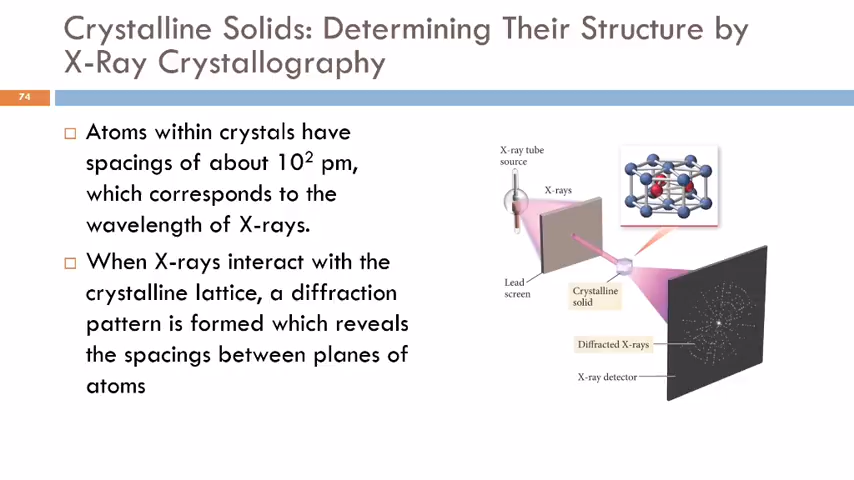 Crystalline Solids: Determining Their Structure by
X-Ray Crystallography
74
Atoms within crystals have
spacings of about 10² pm,
which corresponds to the
wavelength of X-rays.
When X-rays interact with the
crystalline lattice, a diffraction
pattern is formed which reveals
the spacings between planes of
atoms
X-ray tube
source
X-rays
Lead
screen
Crystalline
solid
Diffracted X-rays
X-ray detector